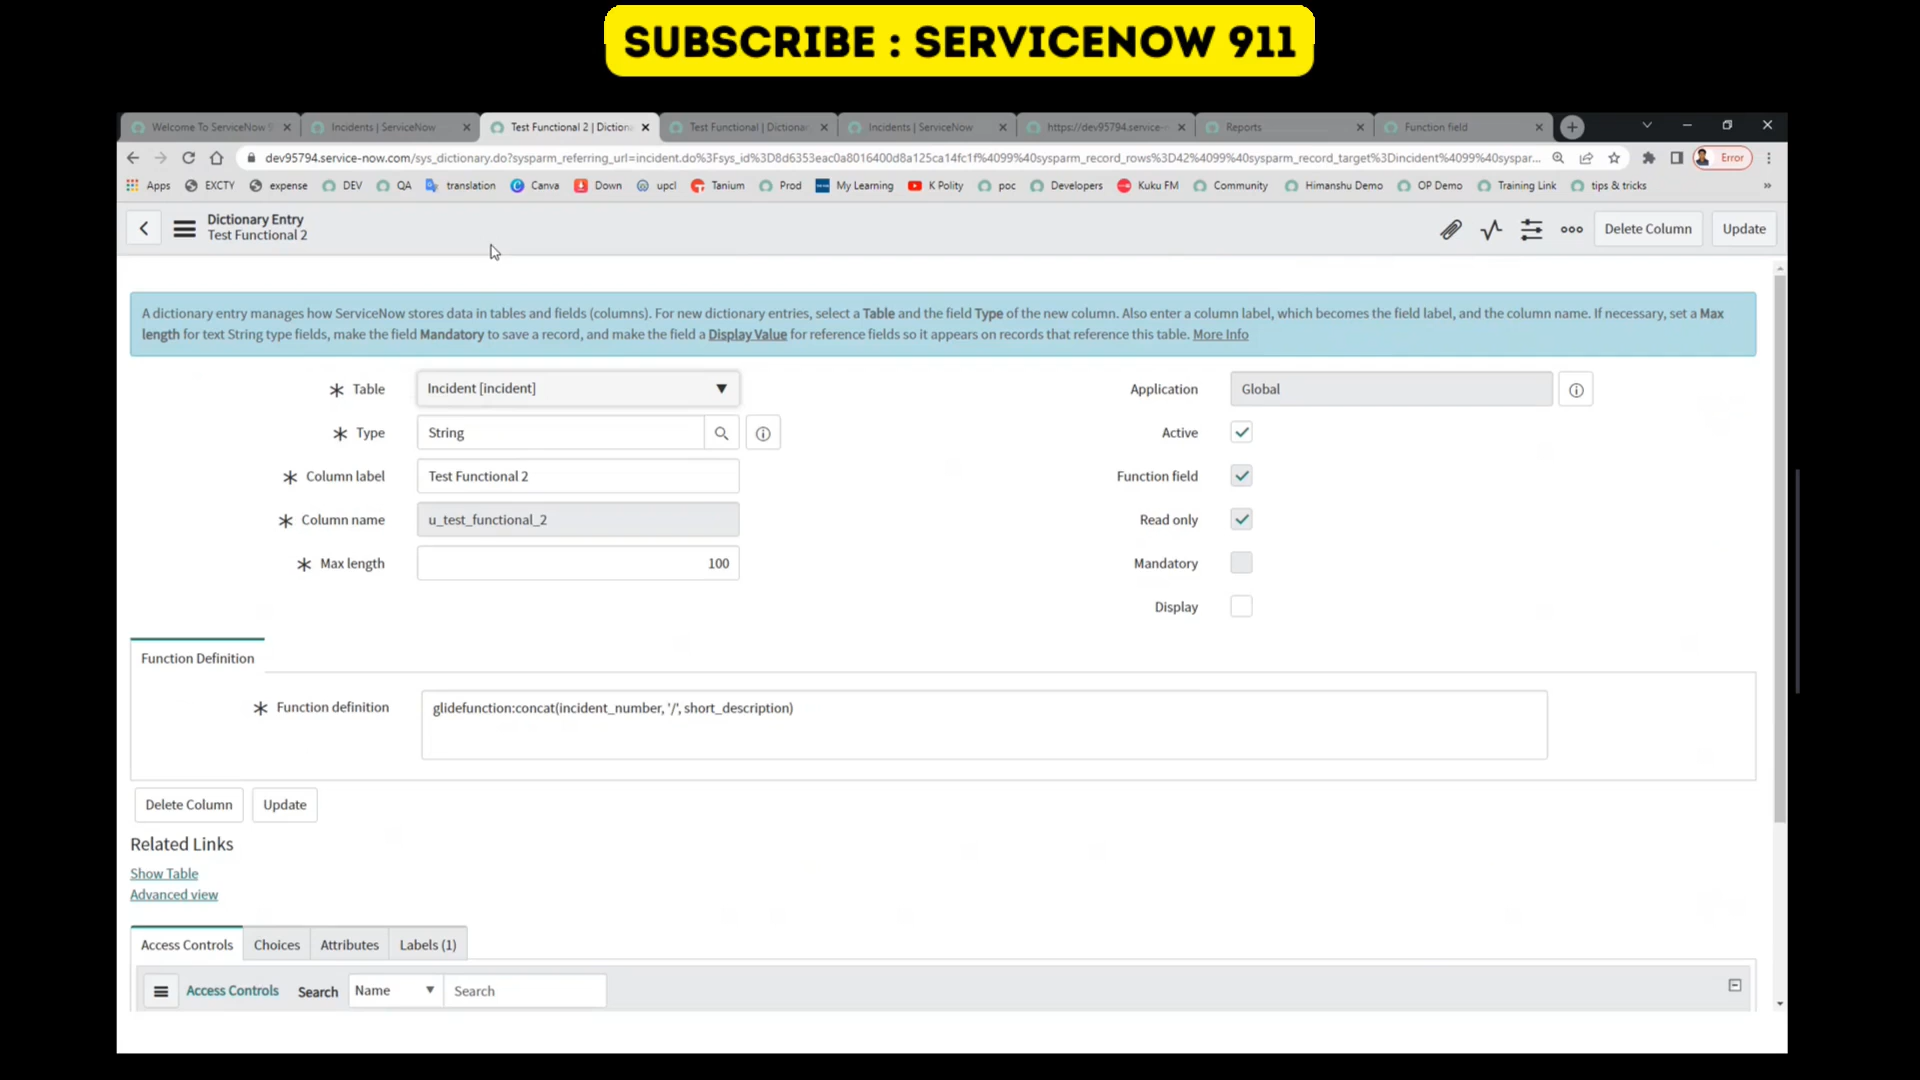 SUBSCRIBE : SERVICENOW 911
Welcome To ServiceNow 9
Incidents | ServiceNow
Test Functional 2 | Dictiona
Test Functional | Dictiona
Incidents | ServiceNow
https://dev95794.service-
Reports
Function field
dev95794.service-now.com/sys_dictionary.do?sysparm_referring_url=incident.do%3Fsys_id%3D8d6353eac0a8016400d8a125ca14fc1f%4099%40sysparm_record_rows%3D42%4099%40sysparm_record_target%3Dincident%4099%40syspar...
Error
Apps EXCTY expense DEV QA translation Canva Down upcl Tanium Prod My Learning K Polity poc Developers Kuku FM Community Himanshu Demo OP Demo Training Link tips & tricks
Dictionary Entry
Test Functional 2
Delete Column
Update
A dictionary entry manages how ServiceNow stores data in tables and fields (columns). For new dictionary entries, select a Table and the field Type of the new column. Also enter a column label, which becomes the field label, and the column name. If necessary, set a Max
length for text String type fields, make the field Mandatory to save a record, and make the field a Display Value for reference fields so it appears on records that reference this table. More Info
Table Incident [incident]
Application Global
Type String
Active
Column label Test Functional 2
Function field
Column name u_test_functional_2
Read only
Max length 100
Mandatory
Display
Function Definition
Function definition glidefunction:concat(incident_number, '/', short_description)
Delete Column Update
Related Links
Show Table
Advanced view
Access Controls Choices Attributes Labels (1)
Access Controls Search Name Search